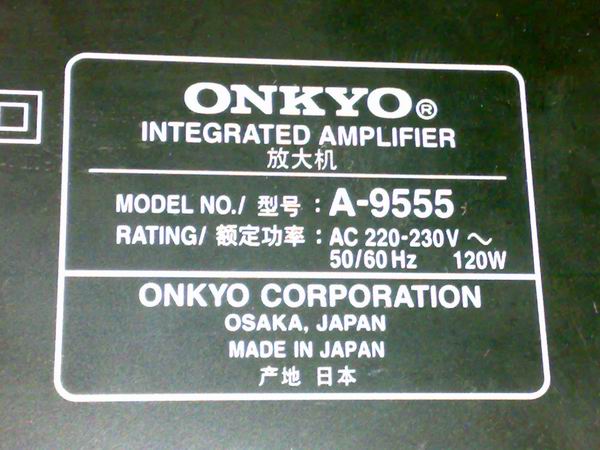 ONKYO®
INTEGRATED AMPLIFIER
放大机
MODEL NO./ 型号 : A-9555
RATING/ 额定功率 : AC 220-230V ～
50/60 Hz 120W
ONKYO CORPORATION
OSAKA, JAPAN
MADE IN JAPAN
产地 日本